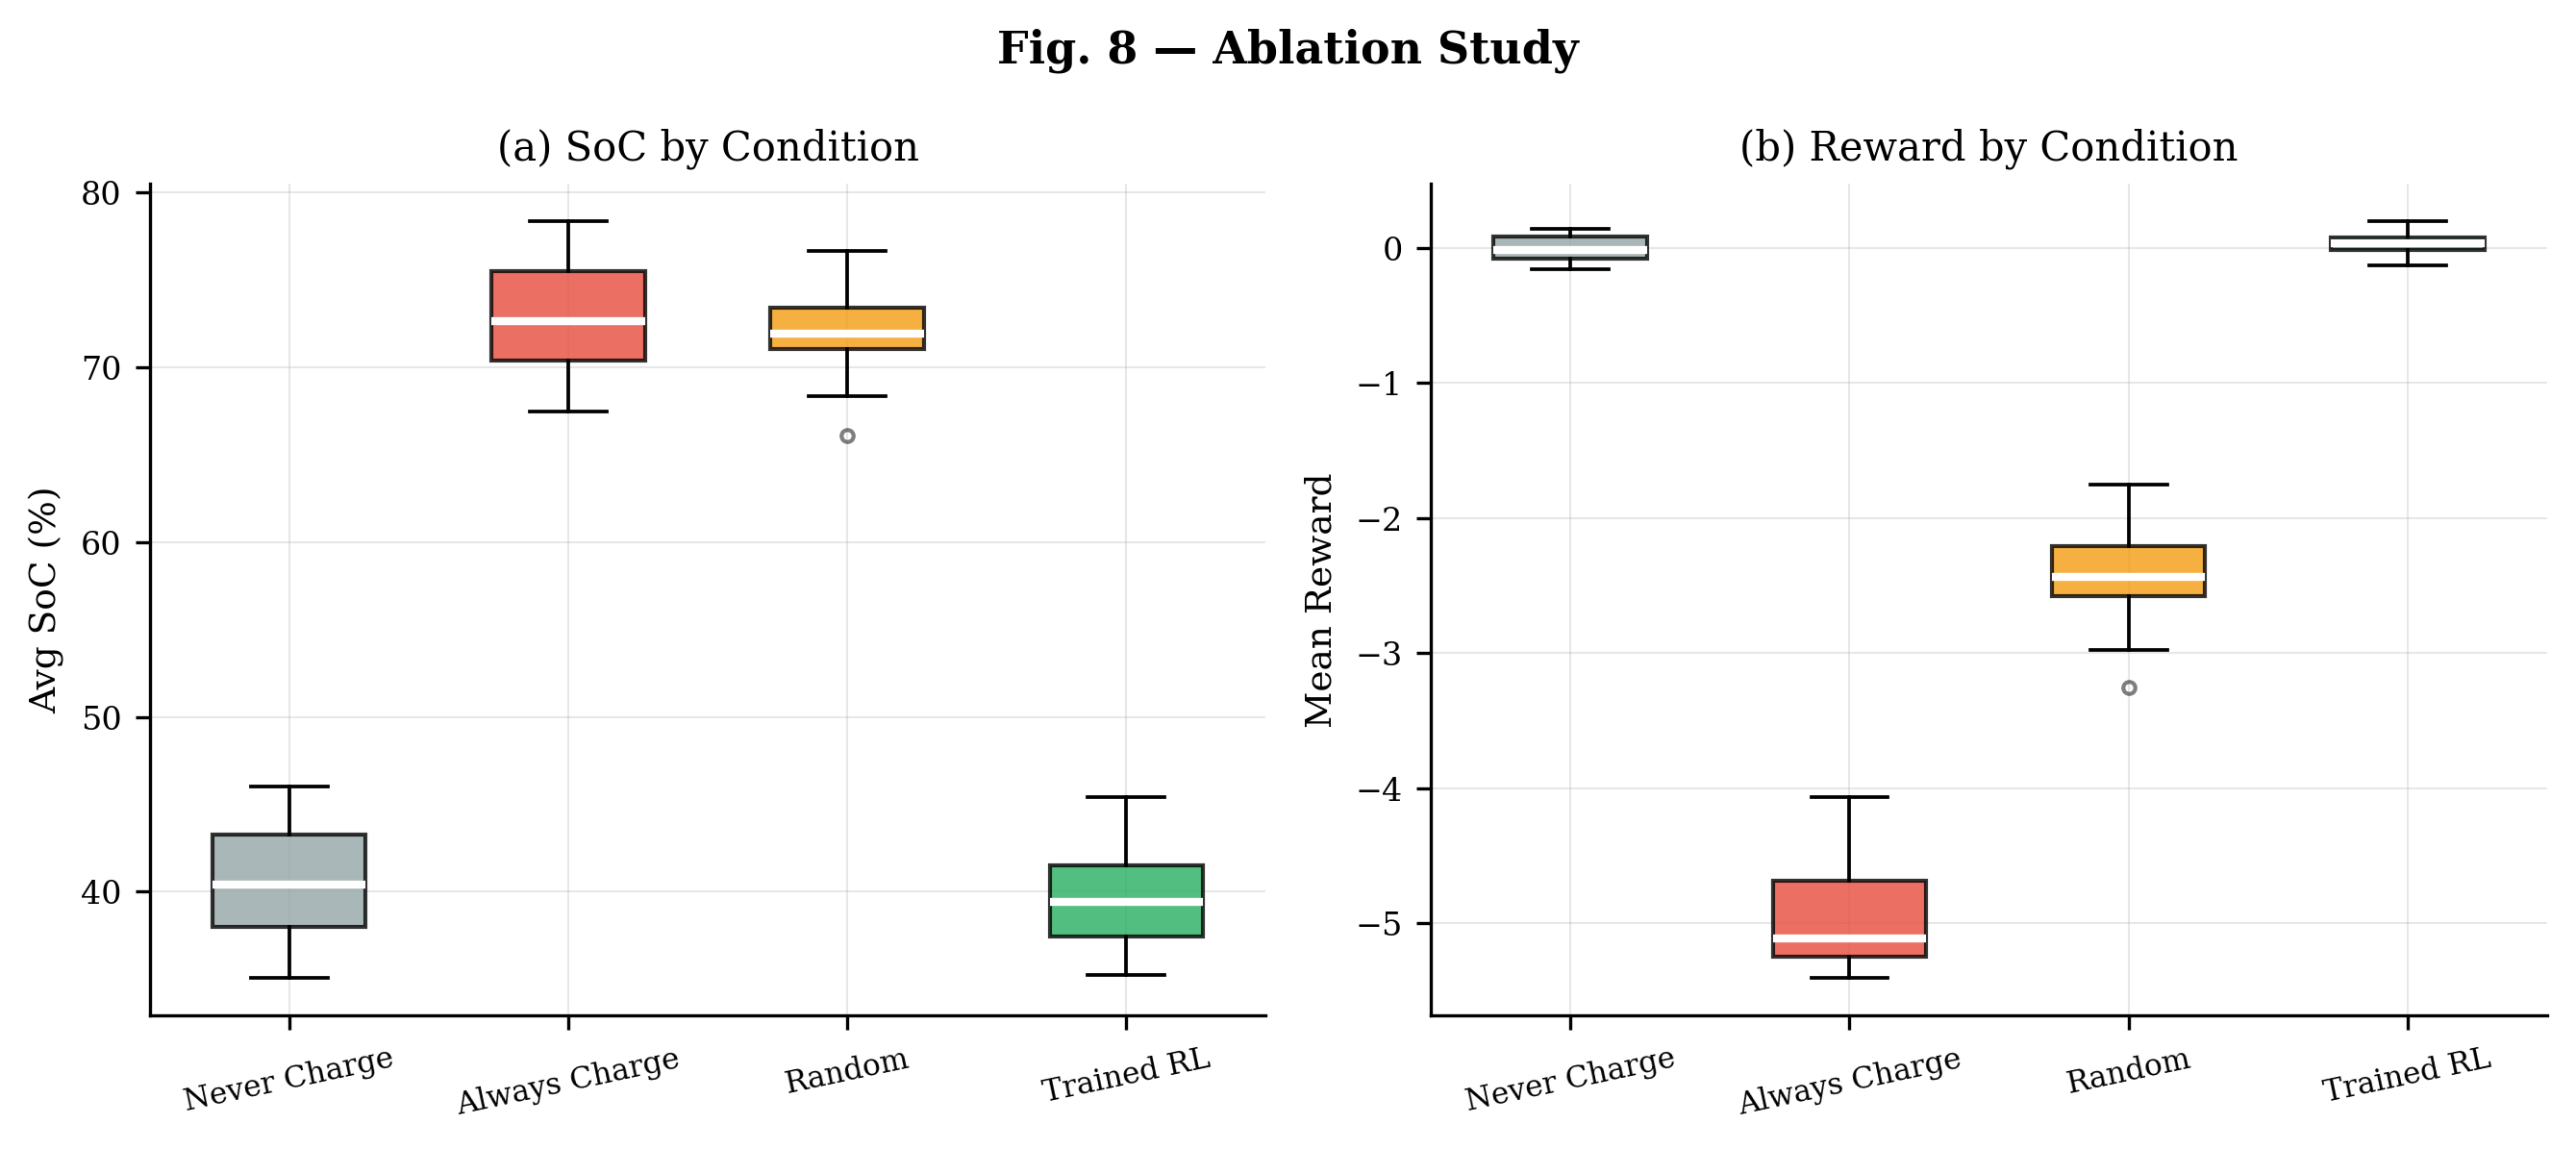 Fig. 8 — Ablation Study
(a) SoC by Condition
Avg SoC (%)
80
70
60
50
40
Never Charge
Always Charge
Random
Trained RL
(b) Reward by Condition
Mean Reward
0
−1
−2
−3
−4
−5
Never Charge
Always Charge
Random
Trained RL